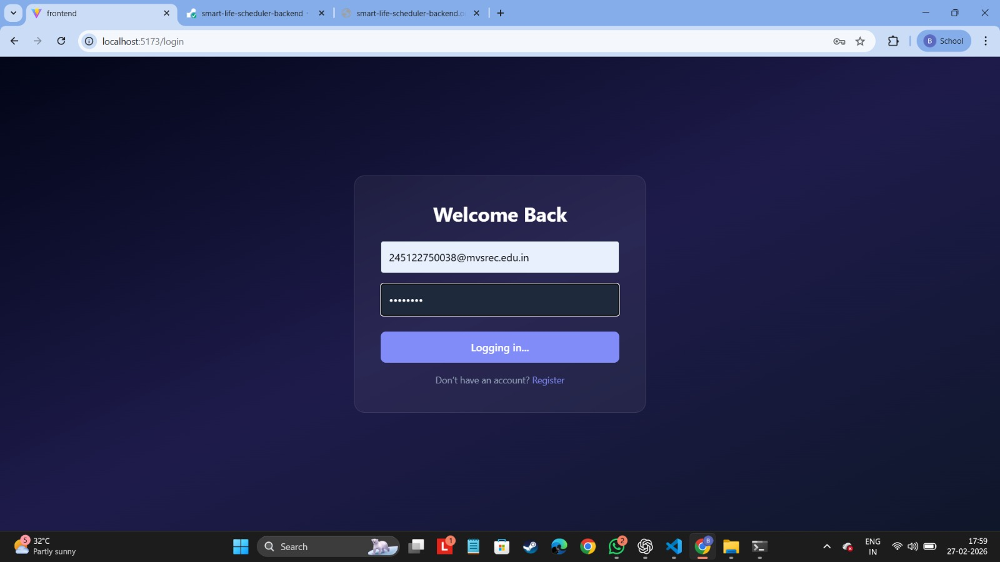 frontend
smart-life-scheduler-backend
smart-life-scheduler-backend.o
localhost:5173/login
B
School
Welcome Back
245122750038@mvsrec.edu.in
••••••••
Logging in...
Don't have an account? Register
5
32°C
Partly sunny
Search
L
1
2
B
ENG
IN
17:59
27-02-2026